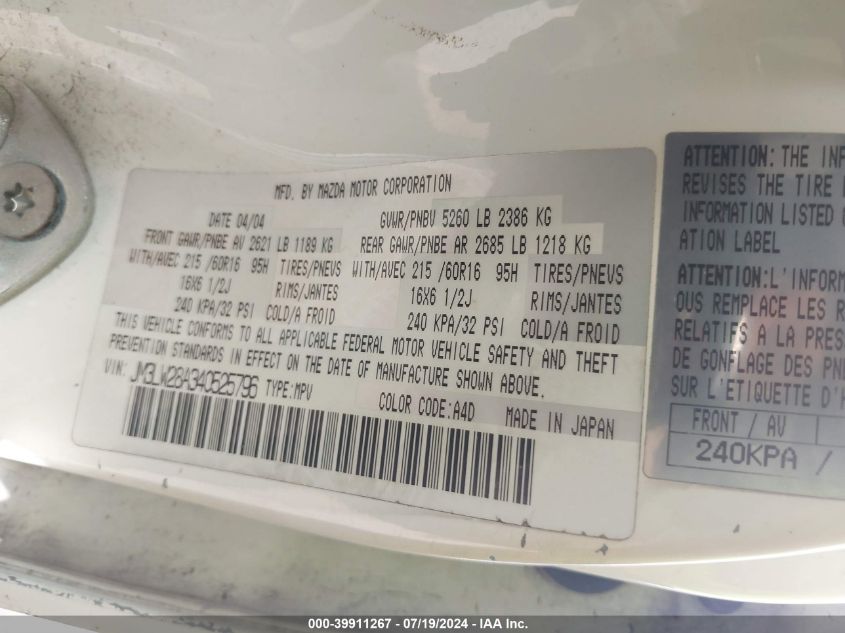 MFD. BY MAZDA MOTOR CORPORATION
DATE 04/04 GVWR/PNBV 5260 LB 2386 KG
FRONT GAWR/PNBE AV 2621 LB 1189 KG REAR GAWR/PNBE AR 2685 LB 1218 KG
WITH/AVEC 215 /60R16 95H TIRES/PNEUS WITH/AVEC 215 /60R16 95H TIRES/PNEUS
16X6 1/2J RIMS/JANTES 16X6 1/2J RIMS/JANTES
240 KPA/32 PSI COLD/A FROID 240 KPA/32 PSI COLD/A FROID
THIS VEHICLE CONFORMS TO ALL APPLICABLE FEDERAL MOTOR VEHICLE SAFETY AND THEFT
PREVENTION STANDARDS IN EFFECT ON THE DATE OF MANUFACTURE SHOWN ABOVE.
VIN: JM3LW28A340525796 TYPE:MPV
COLOR CODE:A4D MADE IN JAPAN
ATTENTION: THE INF
REVISES THE TIRE
INFORMATION LISTED
ATION LABEL
ATTENTION:L'INFORM
OUS REMPLACE LES R
RELATIFS A LA PRES
DE GONFLAGE DES PN
SUR L'ETIQUETTE D'
FRONT / AV
240KPA /
000-39911267 - 07/19/2024 - IAA Inc.